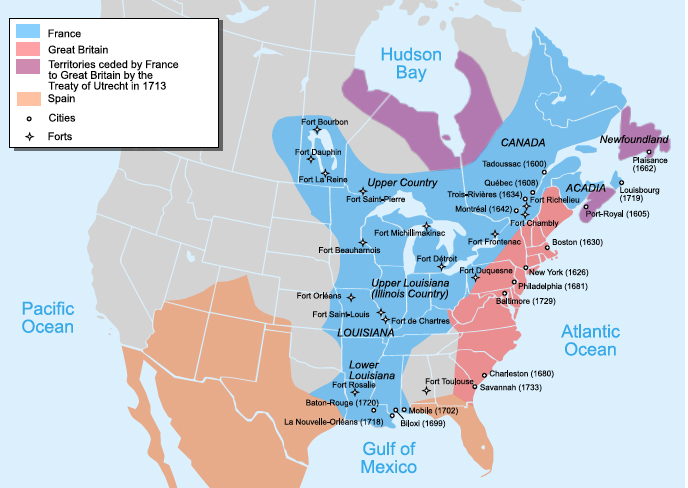 France
Great Britain
Territories ceded by France
to Great Britain by the
Treaty of Utrecht in 1713
Spain
Cities
Forts
Hudson
Bay
Fort Bourbon
CANADA
Newfoundland
Fort Dauphin
Plaisance
(1662)
Tadoussac (1600)
Fort La Reine
Upper Country
Québec (1608)
ACADIA
Louisbourg
(1719)
Fort Saint-Pierre
Trois-Rivières (1634)
Fort Richelieu
Montréal (1642)
Port-Royal (1605)
Fort Chambly
Fort Michillimakinac
Fort Beauharnois
Fort Frontenac
Boston (1630)
Fort Détroit
Fort Duquesne
New York (1626)
Upper Louisiana
(Illinois Country)
Philadelphia (1681)
Fort Orléans
Baltimore (1729)
Pacific
Ocean
Fort Saint-Louis
Fort de Chartres
LOUISIANA
Atlantic
Ocean
Lower
Louisiana
Charleston (1680)
Fort Rosalie
Fort Toulouse
Savannah (1733)
Baton-Rouge (1720)
Mobile (1702)
La Nouvelle-Orléans (1718)
Biloxi (1699)
Gulf of
Mexico